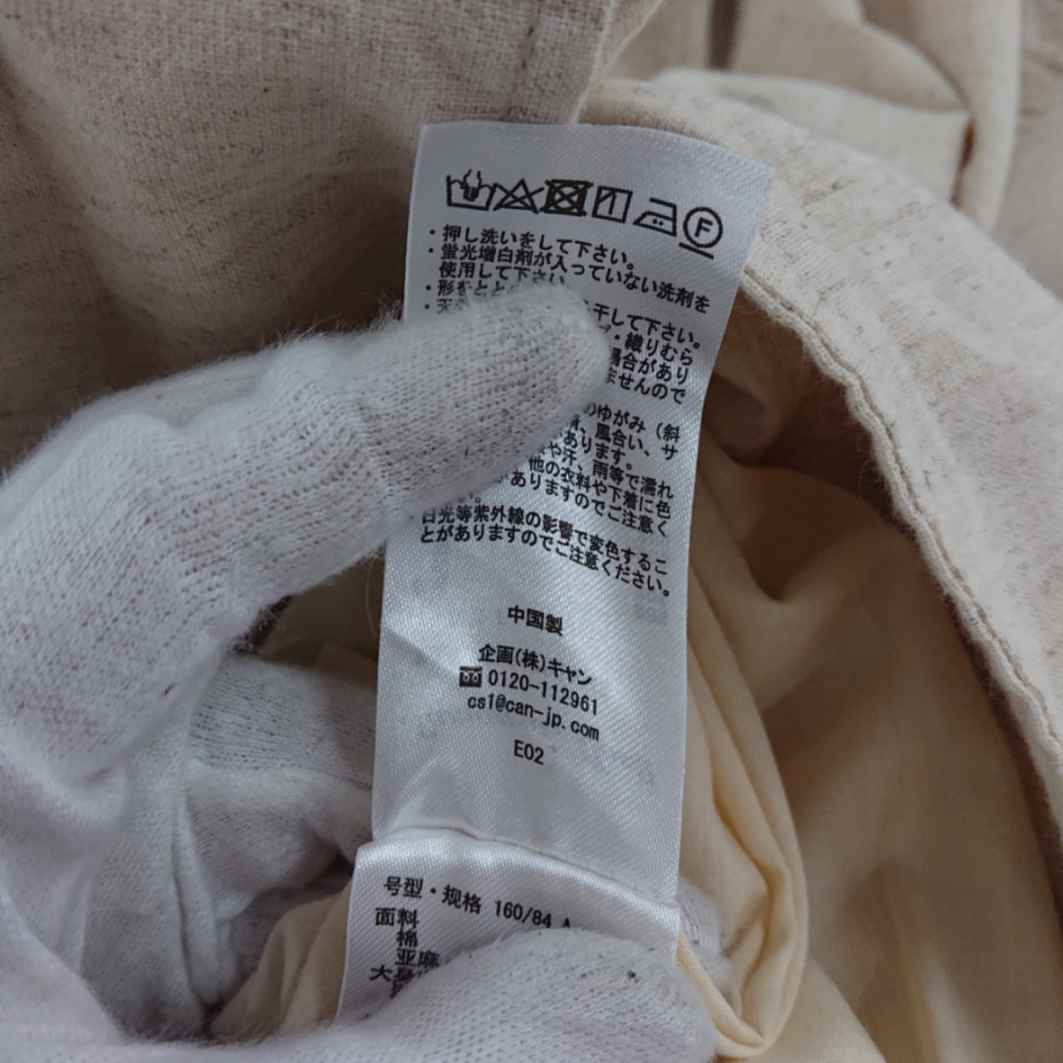 F
・押し洗いをして下さい。
・蛍光増白剤が入っていない洗剤を
使用して下さい
・形をとと
干して下さい。
・織りむら
場合があり
ませんので
のゆがみ（斜
風合い、サ
あります。
や汗、雨等で濡れ
他の衣料や下着に色
がありますのでご注意く
日光等紫外線の影響で変色するこ
とがありますのでご注意ください。
中国製
企画(株)キャン
0120-112961
cs1@can-jp.com
E02
号型・规格 160/84 A
面料
棉
亚麻